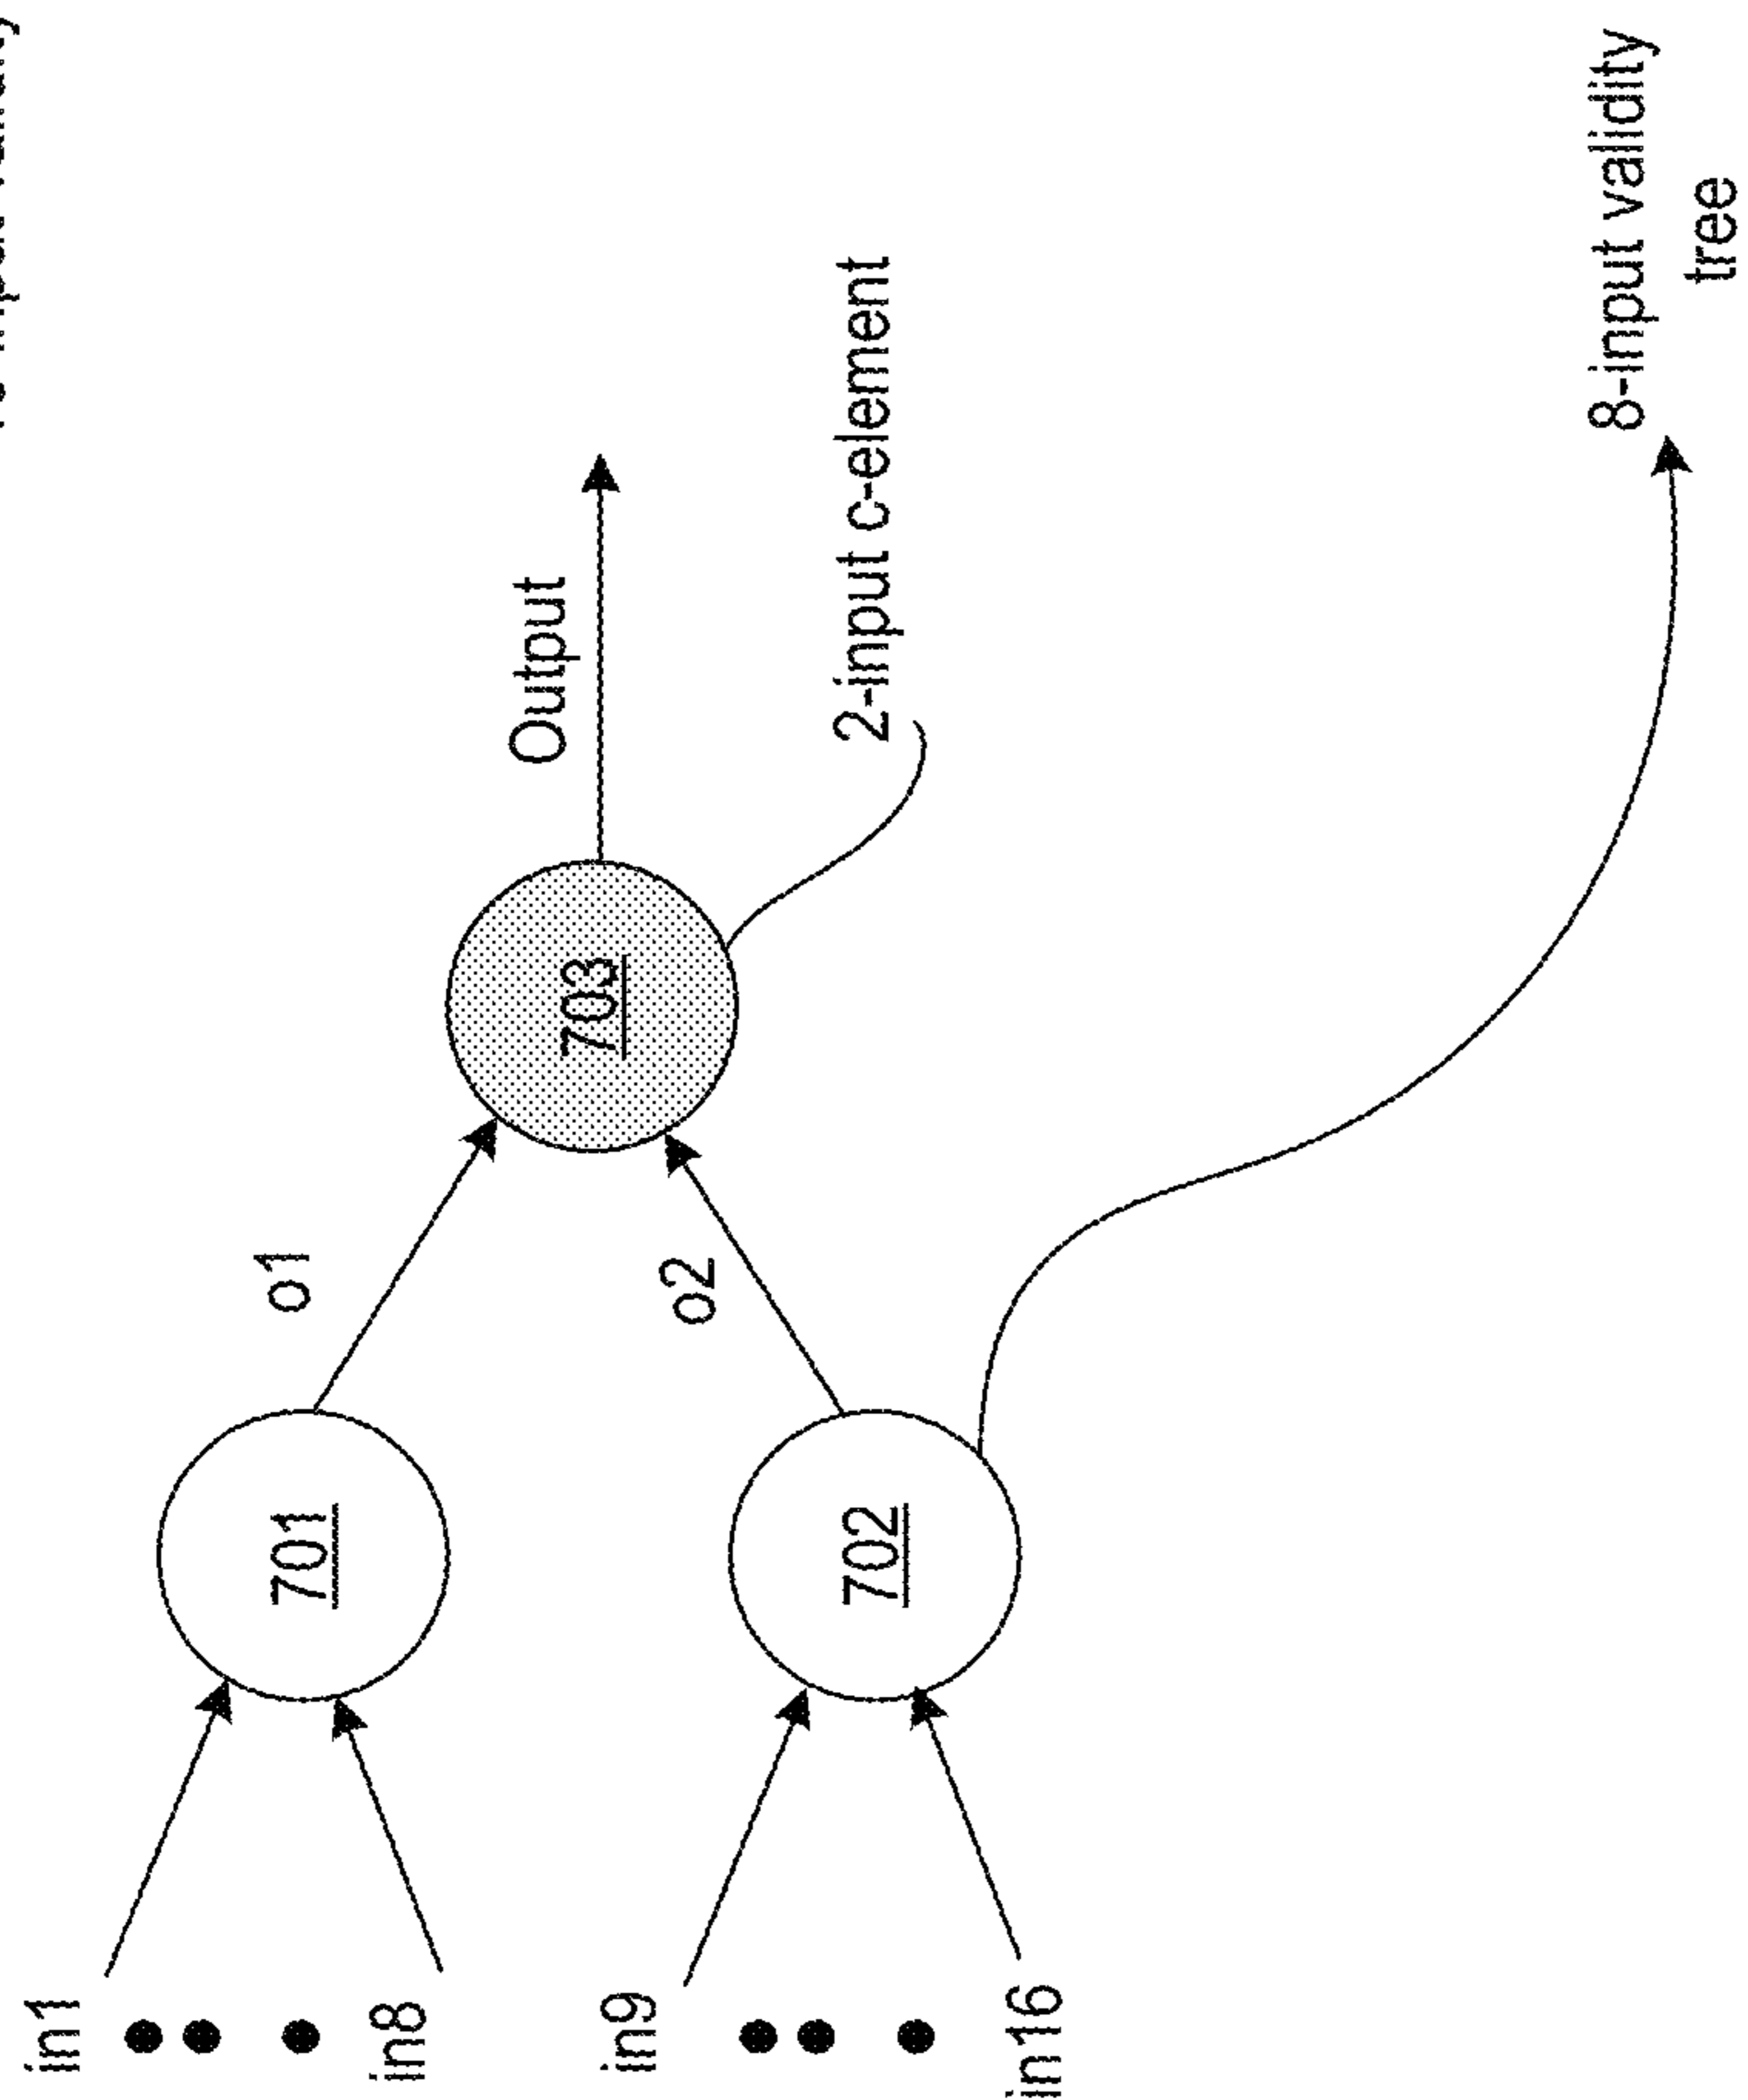 in1
o1
701
in8
Output
703
in9
o2
702
2-input c-element
in16
8-input validity
tree